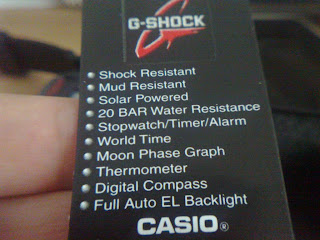 G-SHOCK
Shock Resistant
Mud Resistant
Solar Powered
20 BAR Water Resistance
Stopwatch/Timer/Alarm
World Time
Moon Phase Graph
Thermometer
Digital Compass
Full Auto EL Backlight
CASIO®